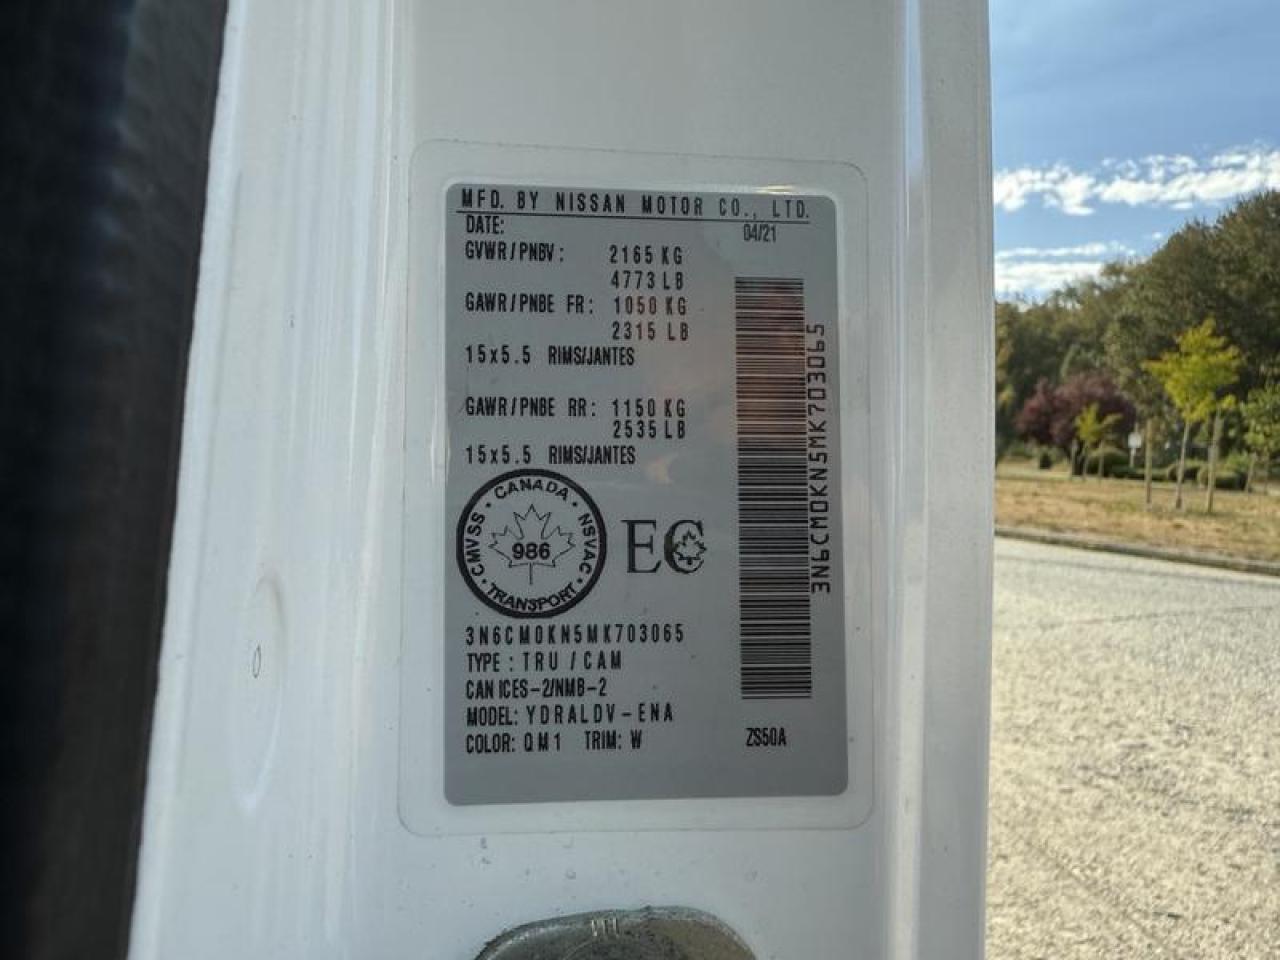 MFD. BY NISSAN MOTOR CO., LTD.
DATE: 04/21
GVWR/PNBV: 2165 KG
4773 LB
GAWR/PNBE FR: 1050 KG
2315 LB
15x5.5 RIMS/JANTES
GAWR/PNBE RR: 1150 KG
2535 LB
15x5.5 RIMS/JANTES
CANADA
CMVSS
986
NSVAC
TRANSPORT
EC
3N6CM0KN5MK703065
3N6CM0KN5MK703065
TYPE: TRU/CAM
CAN ICES-2/NMB-2
MODEL: YDRALDV-ENA
COLOR: QM1 TRIM: W
ZS50A